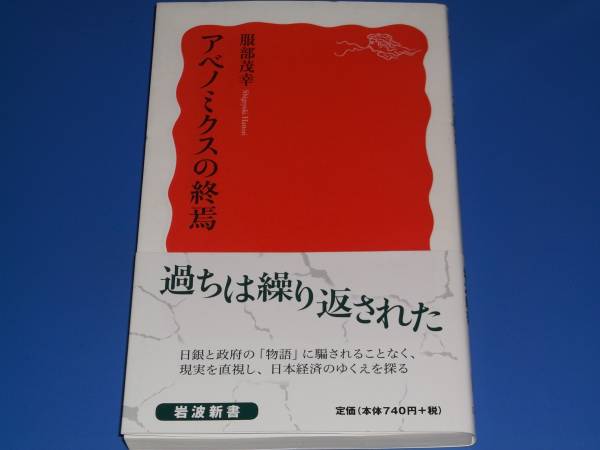 アベノミクスの終焉
服部茂幸
Shigeyuki Hattori
過ちは繰り返された
日銀と政府の「物語」に騙されることなく、
現実を直視し、日本経済のゆくえを探る
岩波新書
定価(本体740円+税)